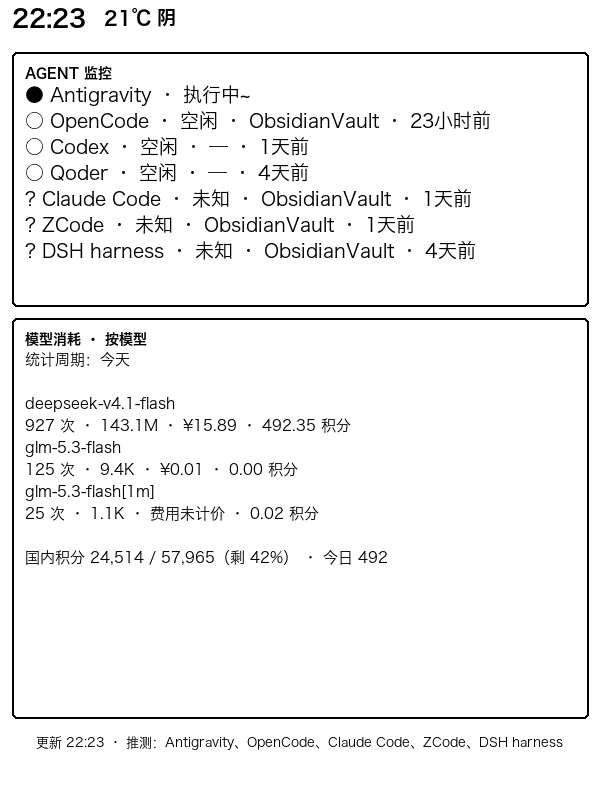 22:23 21℃ 阴
AGENT 监控
● Antigravity · 执行中~
○ OpenCode · 空闲 · ObsidianVault · 23小时前
○ Codex · 空闲 · — · 1天前
○ Qoder · 空闲 · — · 4天前
? Claude Code · 未知 · ObsidianVault · 1天前
? ZCode · 未知 · ObsidianVault · 1天前
? DSH harness · 未知 · ObsidianVault · 4天前
模型消耗 · 按模型
统计周期：今天
deepseek-v4.1-flash
927 次 · 143.1M · ¥15.89 · 492.35 积分
glm-5.3-flash
125 次 · 9.4K · ¥0.01 · 0.00 积分
glm-5.3-flash[1m]
25 次 · 1.1K · 费用未计价 · 0.02 积分
国内积分 24,514 / 57,965（剩 42%） · 今日 492
更新 22:23 · 推测：Antigravity、OpenCode、Claude Code、ZCode、DSH harness